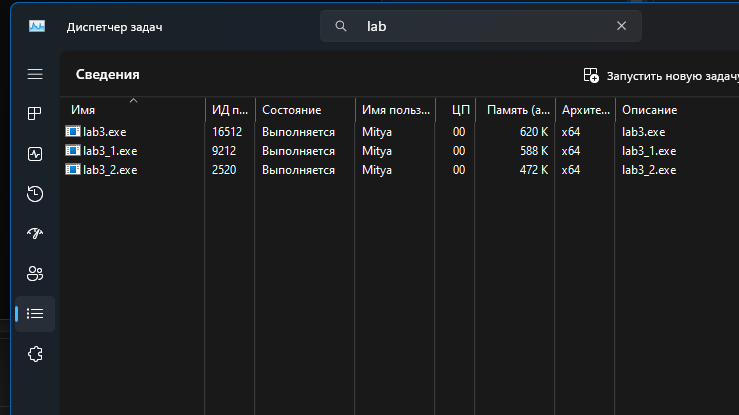 Диспетчер задач
lab
Сведения
Запустить новую задачу
Имя ИД п... Состояние Имя польз... ЦП Память (а... Архите... Описание
lab3.exe 16512 Выполняется Mitya 00 620 К x64 lab3.exe
lab3_1.exe 9212 Выполняется Mitya 00 588 К x64 lab3_1.exe
lab3_2.exe 2520 Выполняется Mitya 00 472 К x64 lab3_2.exe